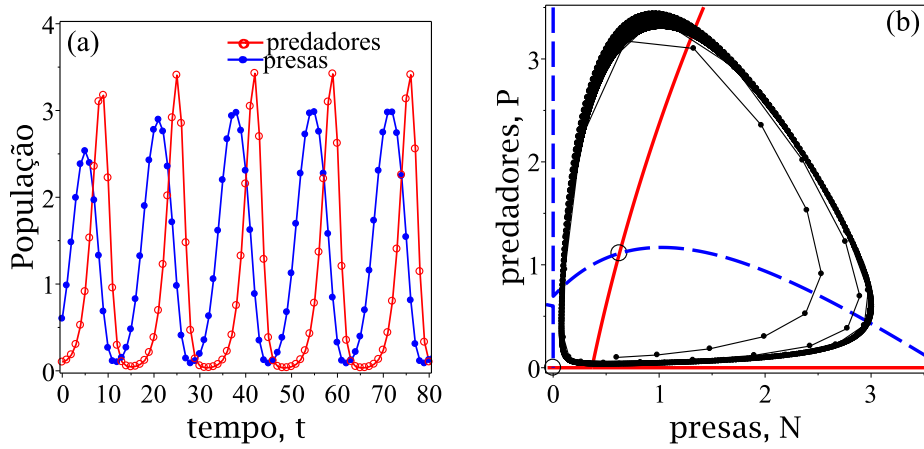 (a)
predadores
presas
População
4
3
2
1
0
0 10 20 30 40 50 60 70 80
tempo, t
(b)
predadores, P
3
2
1
0
0 1 2 3
presas, N